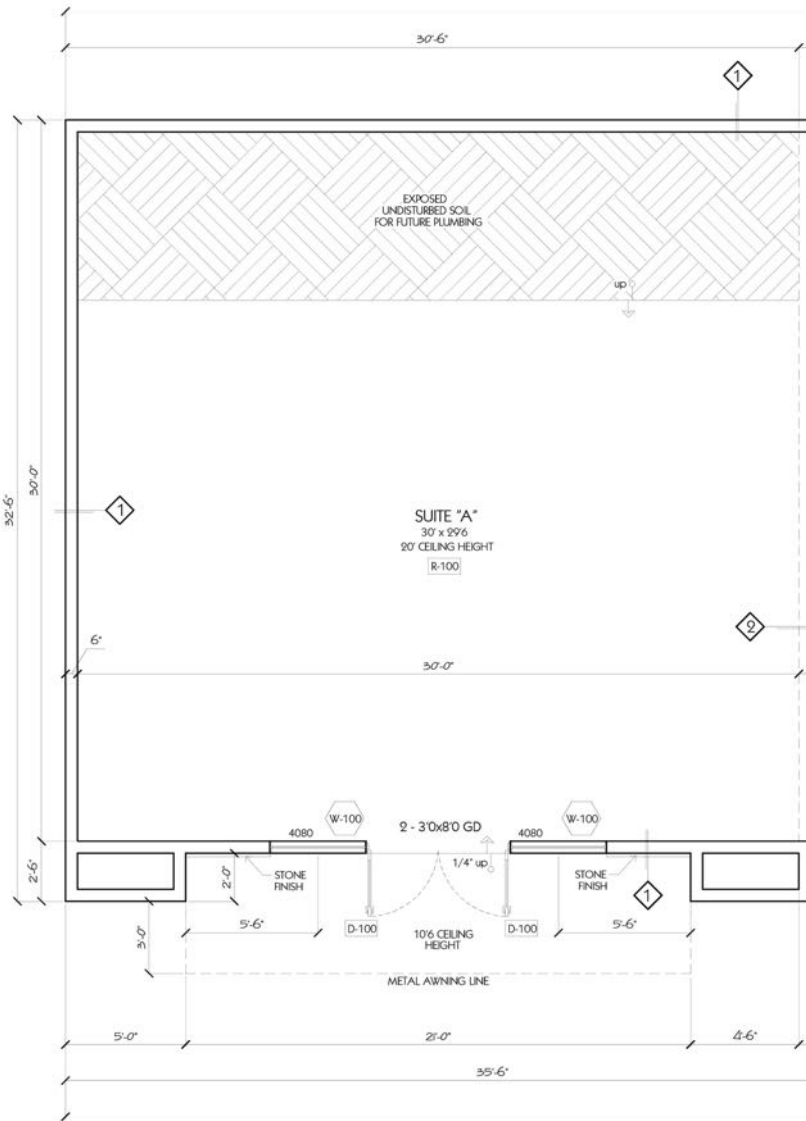 30'-6"
1
EXPOSED
UNDISTURBED SOIL
FOR FUTURE PLUMBING
up
32'-6"
30'-0"
1
SUITE "A"
30' x 29'6
20' CEILING HEIGHT
R-100
2
6"
30'-0"
W-100
2 - 3'0x8'0 GD
W-100
4080
4080
1/4" up
2'-6"
2'-0"
STONE
FINISH
STONE
FINISH
1
3'-0"
5'-6"
D-100
10'6 CEILING
HEIGHT
D-100
5'-6"
METAL AWNING LINE
5'-0"
21'-0"
4'-6"
35'-6"